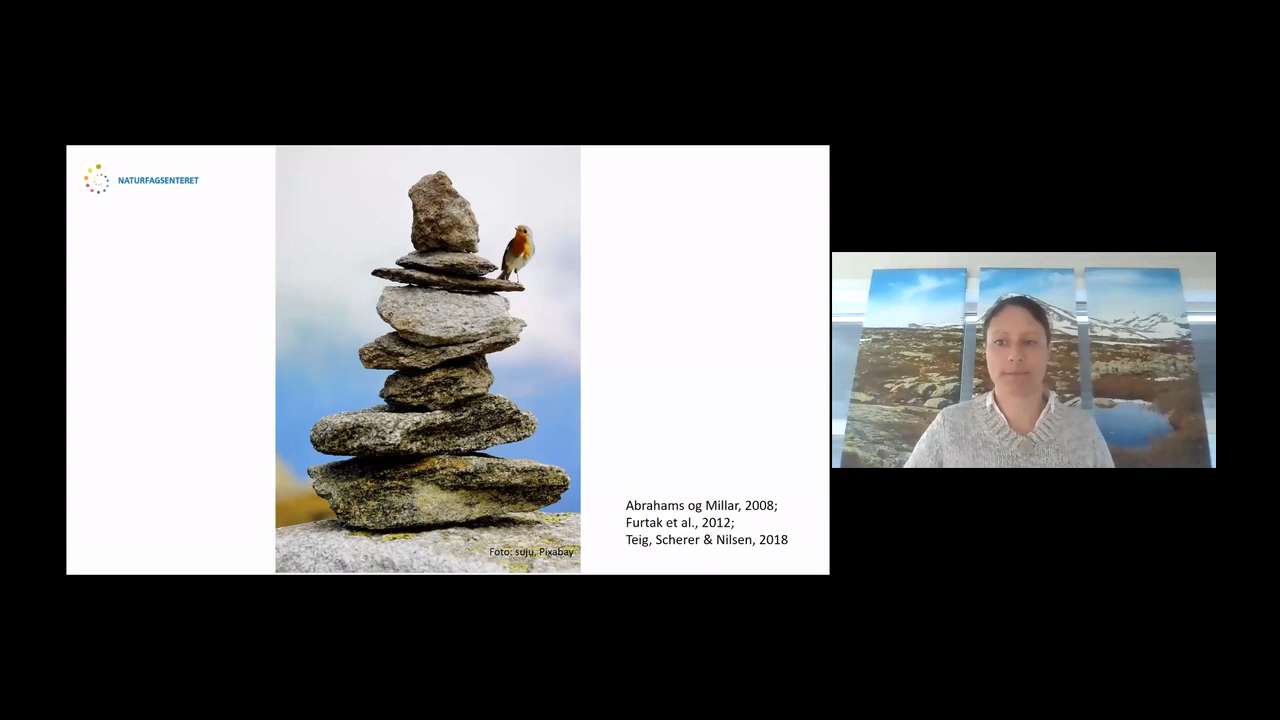 NATURFAGSENTERET
Foto: suju, Pixabay
Abrahams og Millar, 2008;
Furtak et al., 2012;
Teig, Scherer & Nilsen, 2018